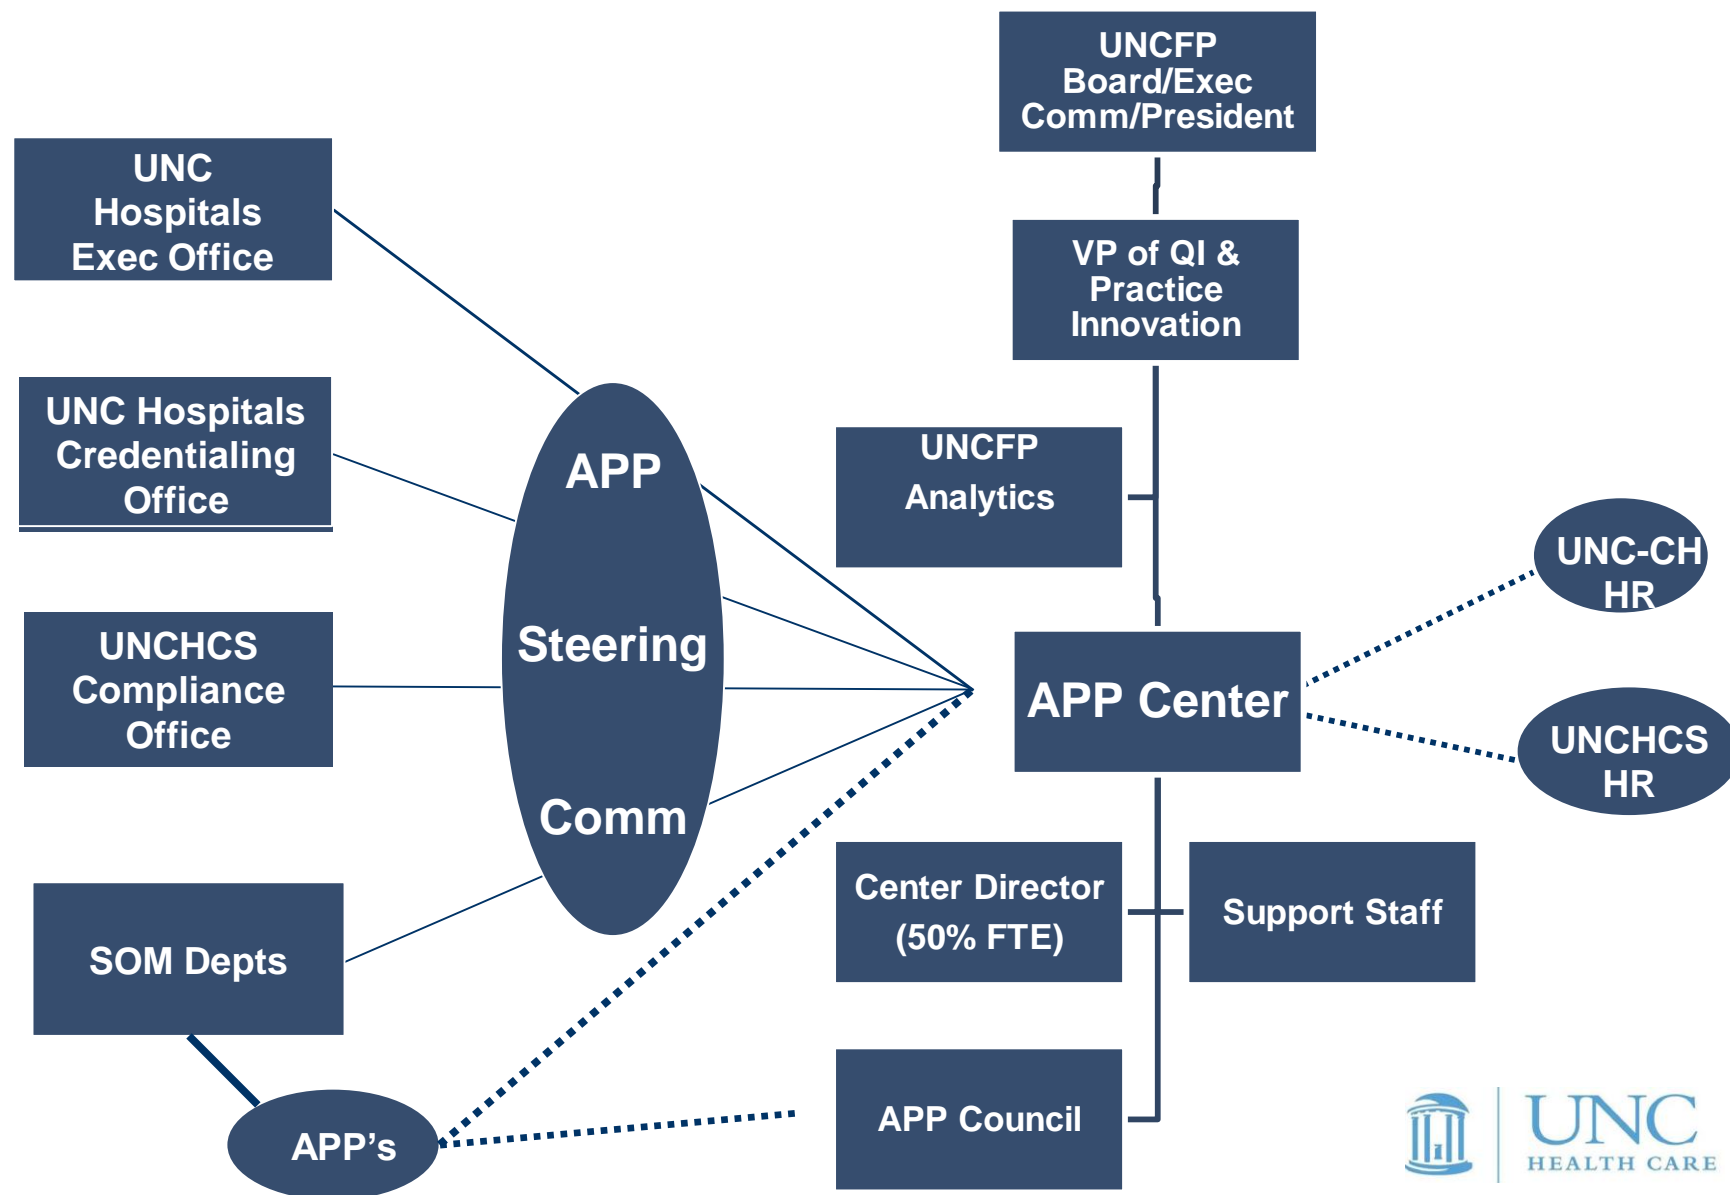 UNCFP
Board/Exec
Comm/President
UNC
Hospitals
Exec Office
VP of QI &
Practice
Innovation
UNC Hospitals
Credentialing
Office
APP
Steering
Comm
UNCFP
Analytics
UNC-CH
HR
UNCHCS
Compliance
Office
APP Center
UNCHCS
HR
Center Director
(50% FTE)
Support Staff
SOM Depts
APP's
APP Council
UNC
HEALTH CARE